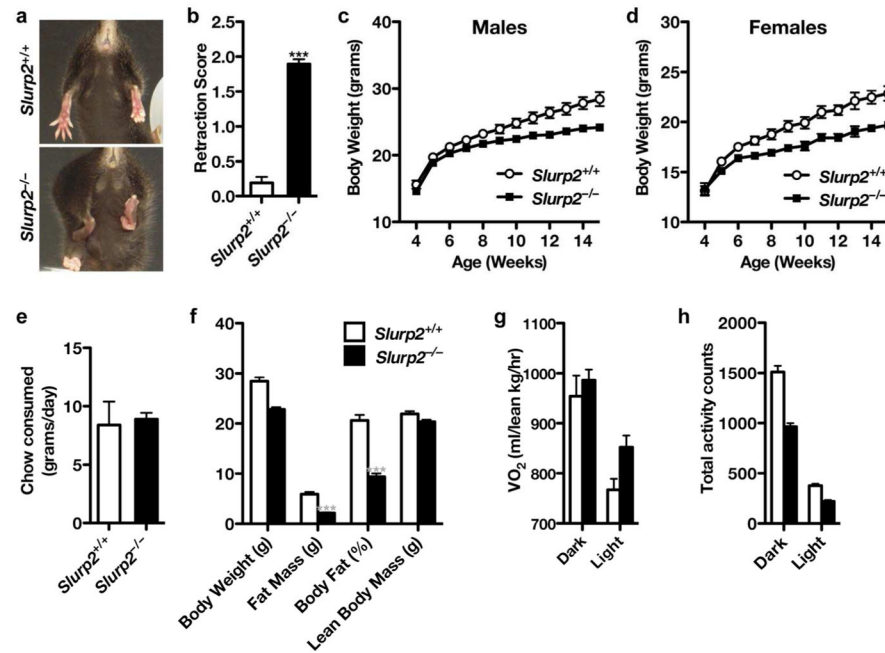 a
Slurp2+/+
Slurp2−/−
b
Retraction Score
2.5
2.0
1.5
1.0
0.5
0.0
***
Slurp2+/+
Slurp2−/−
c
Males
Body Weight (grams)
40
30
20
10
Slurp2+/+
Slurp2−/−
4 6 8 10 12 14
Age (Weeks)
d
Females
Body Weight (grams)
30
25
20
15
10
Slurp2+/+
Slurp2−/−
4 6 8 10 12 14
Age (Weeks)
e
Chow consumed
(grams/day)
15
10
5
0
Slurp2+/+
Slurp2−/−
f
40
30
20
10
0
Slurp2+/+
Slurp2−/−
***
***
Body Weight (g)
Fat Mass (g)
Body Fat (%)
Lean Body Mass (g)
g
VO2 (ml/lean kg/hr)
1100
1000
900
800
700
Dark
Light
h
Total activity counts
2000
1500
1000
500
0
Dark
Light